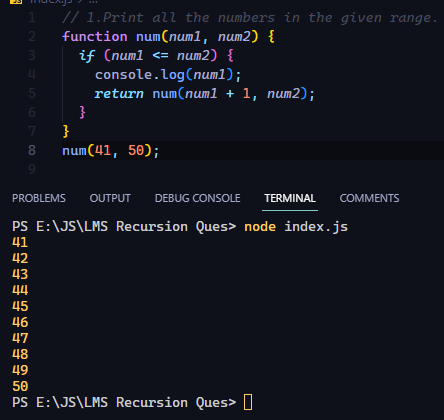 JS index.js > ...
1 // 1.Print all the numbers in the given range.
2 function num(num1, num2) {
3 if (num1 <= num2) {
4 console.log(num1);
5 return num(num1 + 1, num2);
6 }
7 }
8 num(41, 50);
9
PROBLEMS OUTPUT DEBUG CONSOLE TERMINAL COMMENTS
PS E:\JS\LMS Recursion Ques> node index.js
41
42
43
44
45
46
47
48
49
50
PS E:\JS\LMS Recursion Ques>